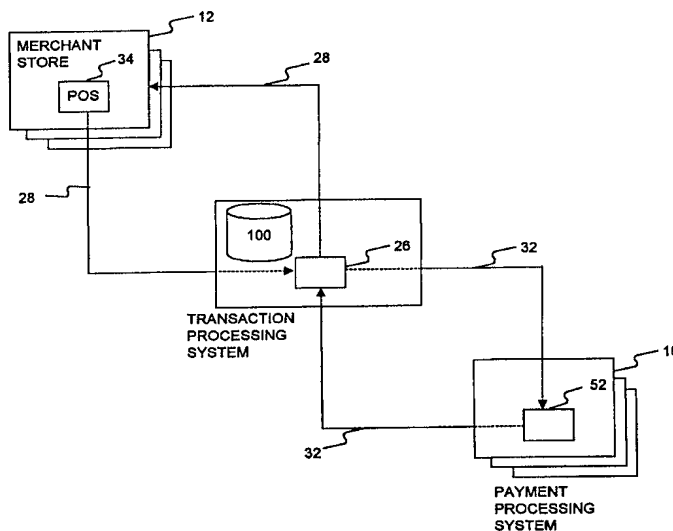 12
MERCHANT
STORE
34
POS
28
28
100
26
32
TRANSACTION
PROCESSING
SYSTEM
52
32
PAYMENT
PROCESSING
SYSTEM